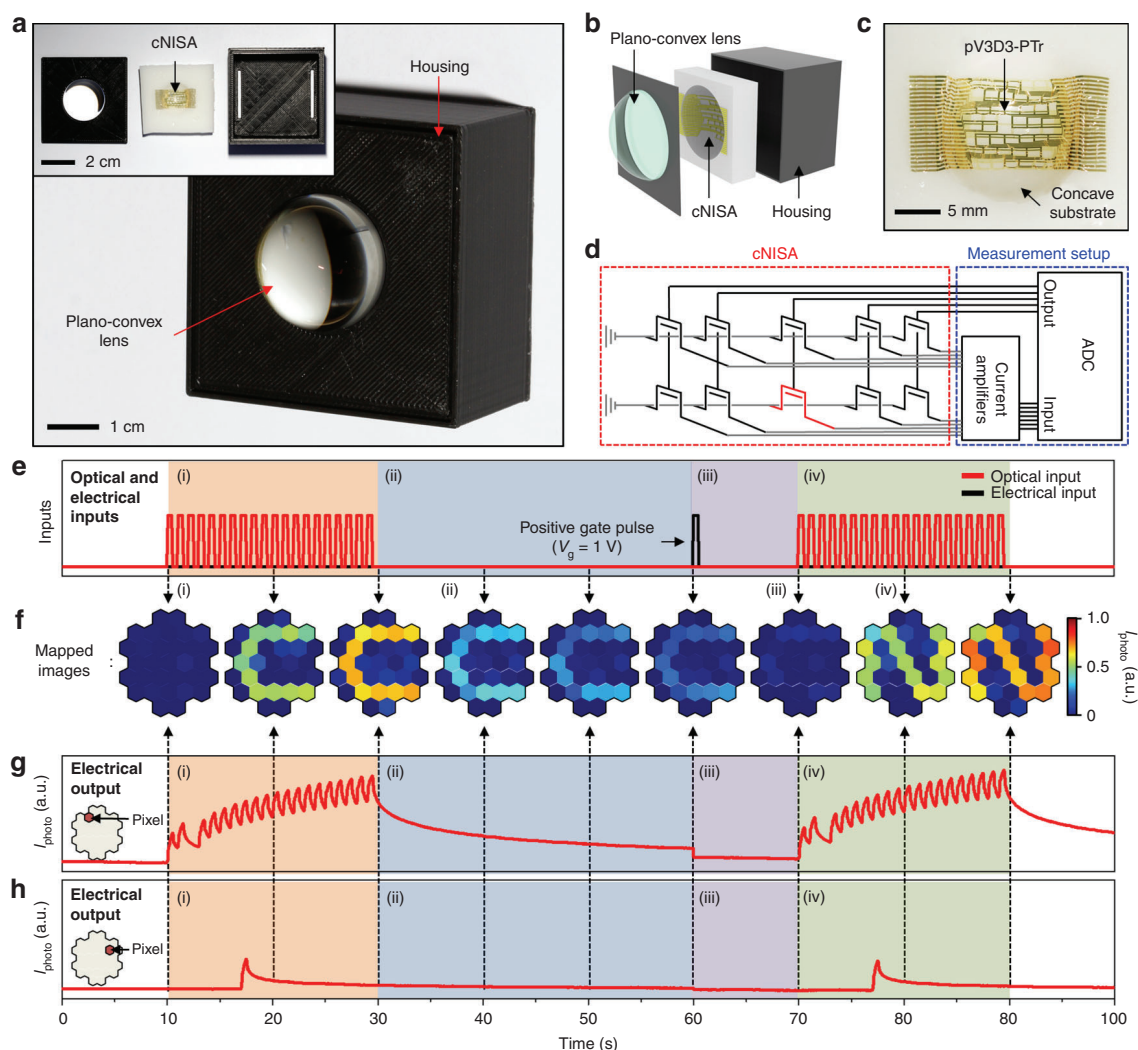 a
cNISA
2 cm
Housing
Plano-convex
lens
1 cm
b
Plano-convex lens
cNISA
Housing
c
pV3D3-PTr
5 mm
Concave
substrate
d
cNISA
Measurement setup
Output
ADC
Current
amplifiers
Input
e
Inputs
Optical and
electrical
inputs
(i)
(ii)
(iii)
(iv)
Positive gate pulse
(Vg = 1 V)
Optical input
Electrical input
f
Mapped
images
:
(i)
(ii)
(iii)
(iv)
1.0
0.5
0
Iphoto (a.u.)
g
Iphoto (a.u.)
Electrical
output
Pixel
(i)
(ii)
(iii)
(iv)
h
Iphoto (a.u.)
Electrical
output
Pixel
(i)
(ii)
(iii)
(iv)
0 10 20 30 40 50 60 70 80 90 100
Time (s)